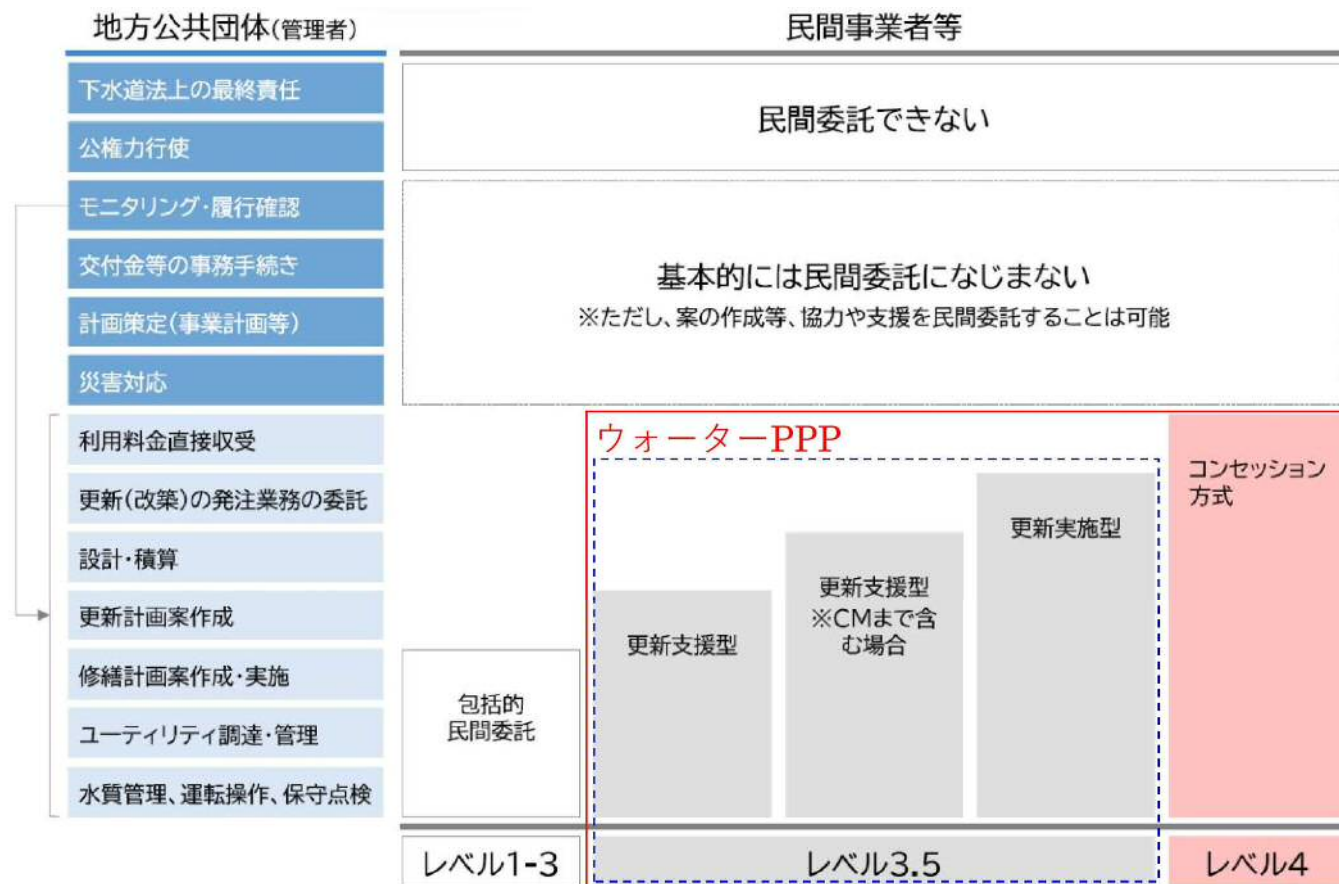 地方公共団体(管理者)
民間事業者等
下水道法上の最終責任
公権力行使
民間委託できない
モニタリング・履行確認
交付金等の事務手続き
計画策定(事業計画等)
災害対応
基本的には民間委託になじまない
※ただし、案の作成等、協力や支援を民間委託することは可能
利用料金直接収受
更新(改築)の発注業務の委託
設計・積算
更新計画案作成
修繕計画案作成・実施
ユーティリティ調達・管理
水質管理、運転操作、保守点検
ウォーターPPP
包括的
民間委託
更新支援型
更新支援型
※CMまで含
む場合
更新実施型
コンセッション
方式
レベル1-3
レベル3.5
レベル4